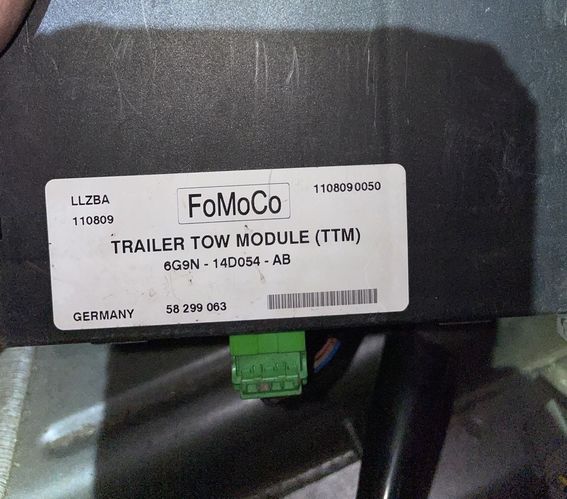 LLZBA
110809
FoMoCo
1108090050
TRAILER TOW MODULE (TTM)
6G9N - 14D054 - AB
GERMANY
58 299 063